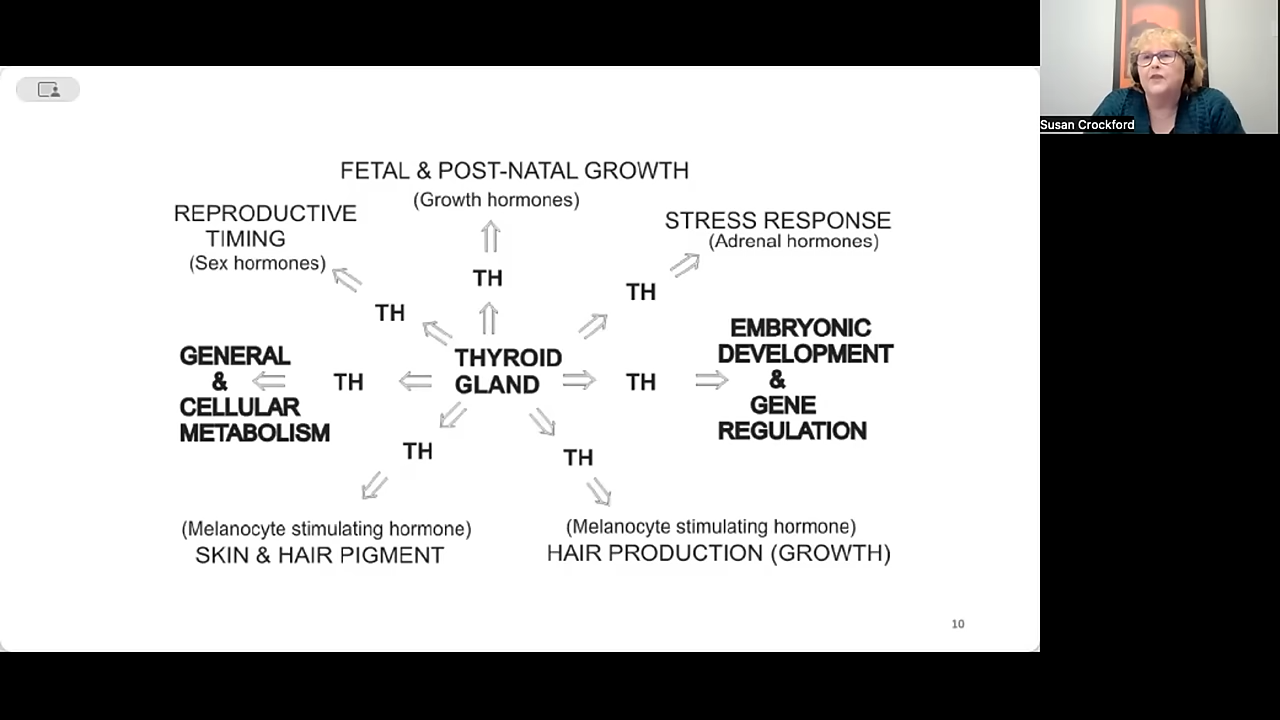 Susan Crockford
FETAL & POST-NATAL GROWTH
(Growth hormones)
REPRODUCTIVE
TIMING
(Sex hormones)
STRESS RESPONSE
(Adrenal hormones)
TH
TH
TH
GENERAL
&
CELLULAR
METABOLISM
TH
THYROID
GLAND
TH
EMBRYONIC
DEVELOPMENT
&
GENE
REGULATION
TH
TH
(Melanocyte stimulating hormone)
SKIN & HAIR PIGMENT
(Melanocyte stimulating hormone)
HAIR PRODUCTION (GROWTH)
10